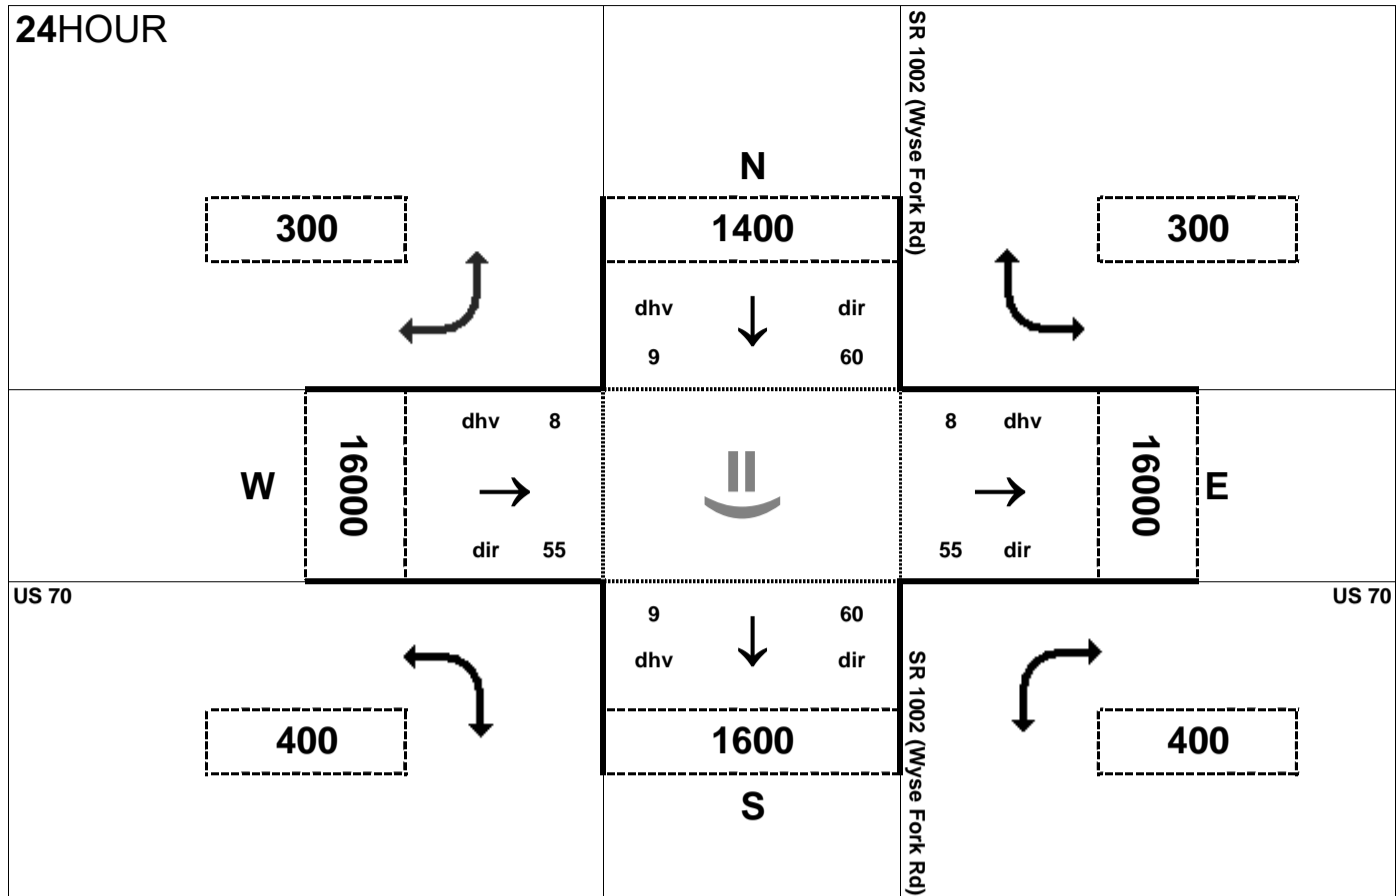 24HOUR
SR 1002 (Wyse Fork Rd)
N
300
1400
300
dhv
dir
9
60
dhv 8
8 dhv
W
16000
16000
E
dir 55
55 dir
US 70
US 70
9
60
dhv
dir
SR 1002 (Wyse Fork Rd)
400
1600
400
S